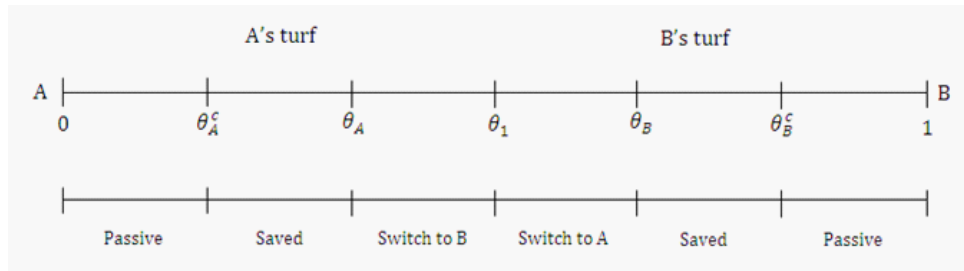 A's turf B's turf
A B
0 θ_A^c θ_A θ_1 θ_B θ_B^c 1
Passive Saved Switch to B Switch to A Saved Passive